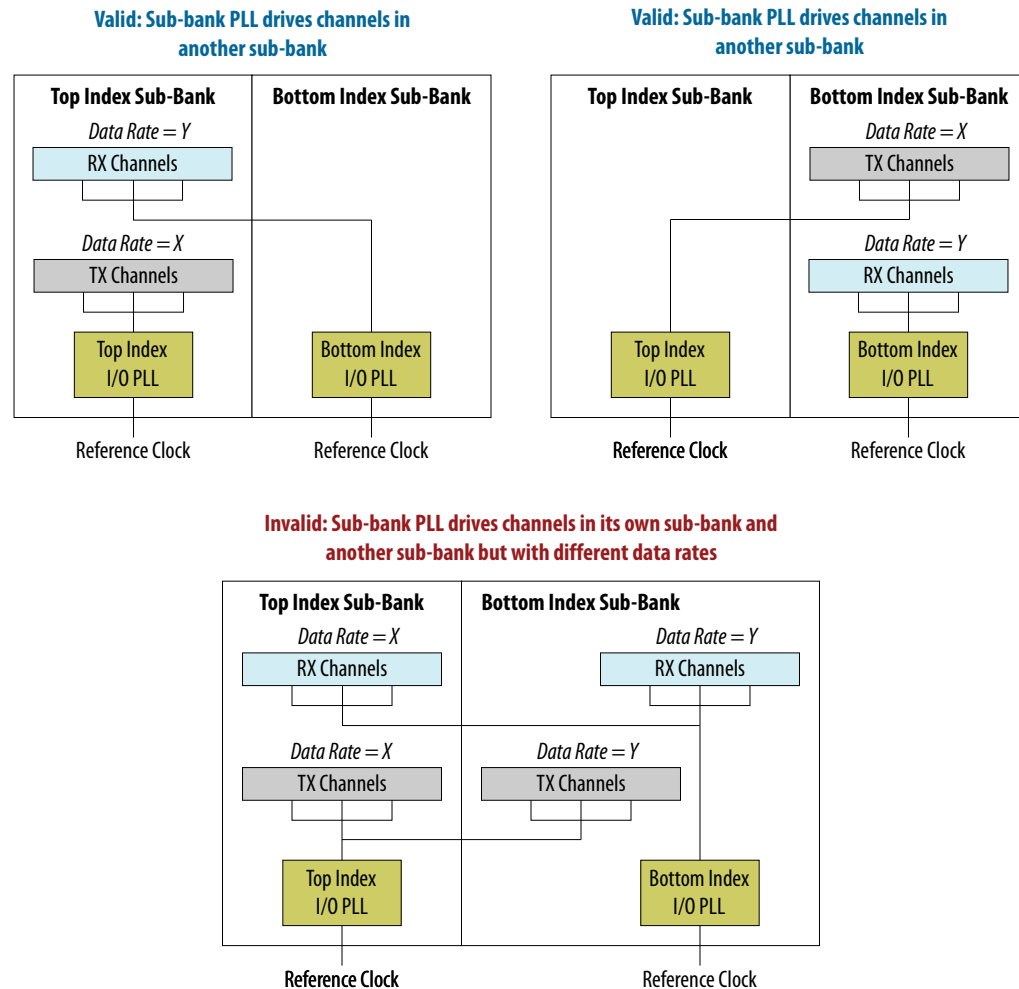 Valid: Sub-bank PLL drives channels in
another sub-bank
Top Index Sub-Bank
Bottom Index Sub-Bank
Data Rate = Y
RX Channels
Data Rate = X
TX Channels
Top Index
I/O PLL
Bottom Index
I/O PLL
Reference Clock
Reference Clock
Valid: Sub-bank PLL drives channels in
another sub-bank
Top Index Sub-Bank
Bottom Index Sub-Bank
Data Rate = X
TX Channels
Data Rate = Y
RX Channels
Top Index
I/O PLL
Bottom Index
I/O PLL
Reference Clock
Reference Clock
Invalid: Sub-bank PLL drives channels in its own sub-bank and
another sub-bank but with different data rates
Top Index Sub-Bank
Bottom Index Sub-Bank
Data Rate = X
RX Channels
Data Rate = Y
RX Channels
Data Rate = X
TX Channels
Data Rate = Y
TX Channels
Top Index
I/O PLL
Bottom Index
I/O PLL
Reference Clock
Reference Clock